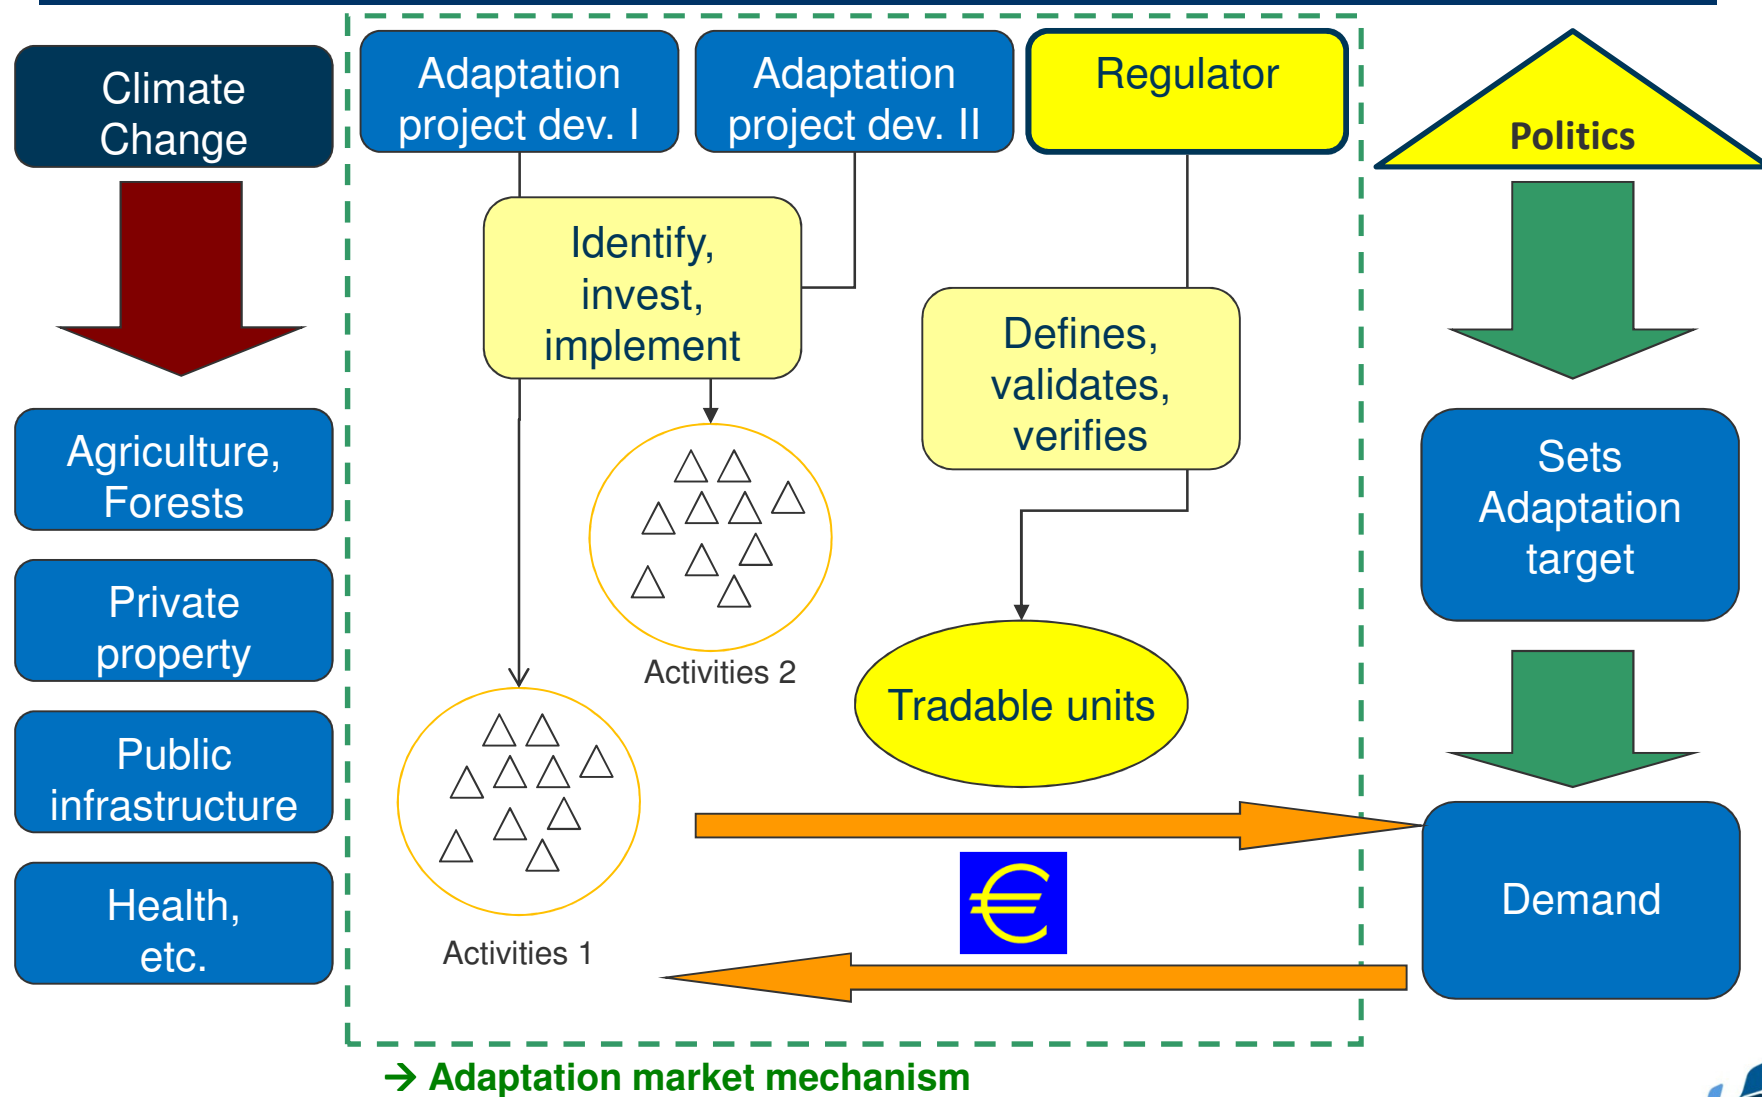 Climate
Change
Agriculture,
Forests
Private
property
Public
infrastructure
Health,
etc.
Adaptation
project dev. I
Adaptation
project dev. II
Regulator
Identify,
invest,
implement
Defines,
validates,
verifies
Activities 2
Activities 1
Tradable units
€
Politics
Sets
Adaptation
target
Demand
→ Adaptation market mechanism